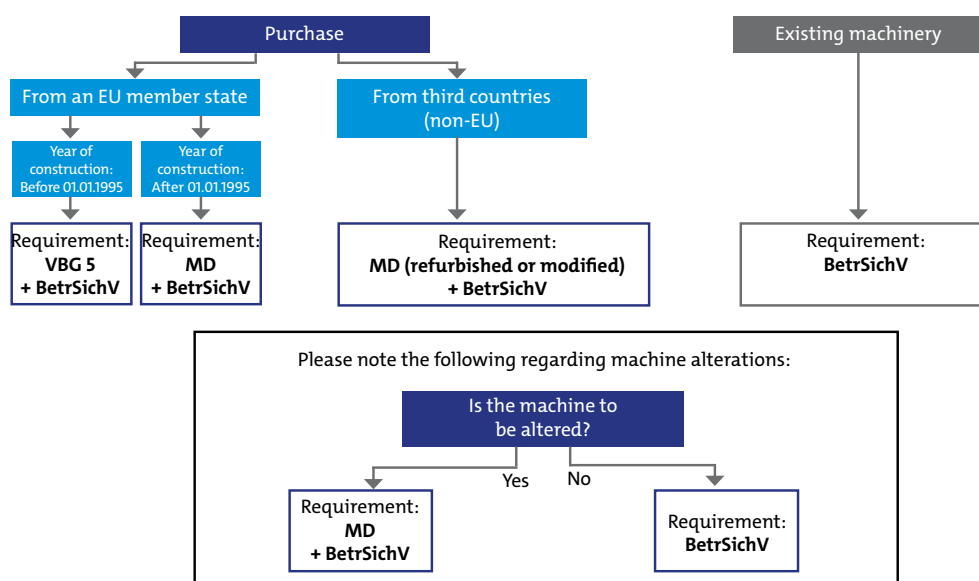 Purchase
Existing machinery
From an EU member state
From third countries
(non-EU)
Year of
construction:
Before 01.01.1995
Year of
construction:
After 01.01.1995
Requirement:
VBG 5
+ BetrSichV
Requirement:
MD
+ BetrSichV
Requirement:
MD (refurbished or modified)
+ BetrSichV
Requirement:
BetrSichV
Please note the following regarding machine alterations:
Is the machine to
be altered?
Yes
No
Requirement:
MD
+ BetrSichV
Requirement:
BetrSichV